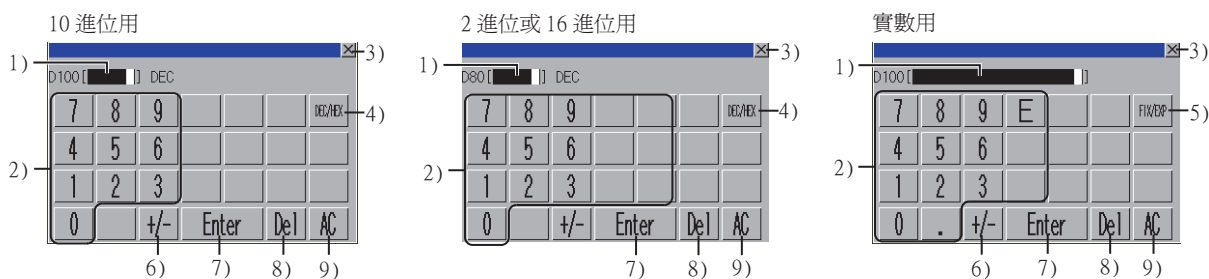 10 進位用
3)
1)
D100 [ ] DEC
7 8 9 DEC/HEX
4)
4 5 6
2)
1 2 3
0 +/- Enter Del AC
6) 7) 8) 9)
2 進位或 16 進位用
3)
1)
D80 [ ] DEC
7 8 9 DEC/HEX
4)
4 5 6
2)
1 2 3
0 +/- Enter Del AC
7) 8) 9)
實數用
3)
1)
D100 [ ]
7 8 9 E FIX/EXP
5)
4 5 6
2)
1 2 3
0 . +/- Enter Del AC
6) 7) 8) 9)